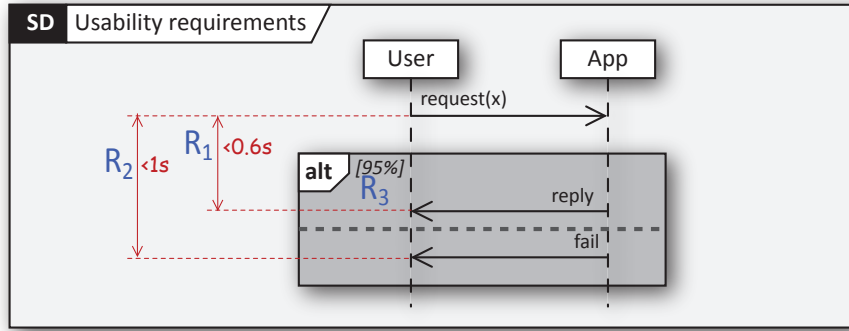 SD Usability requirements
User App
request(x)
R1 <0.6s
R2 <1s
alt [95%]
R3
reply
fail